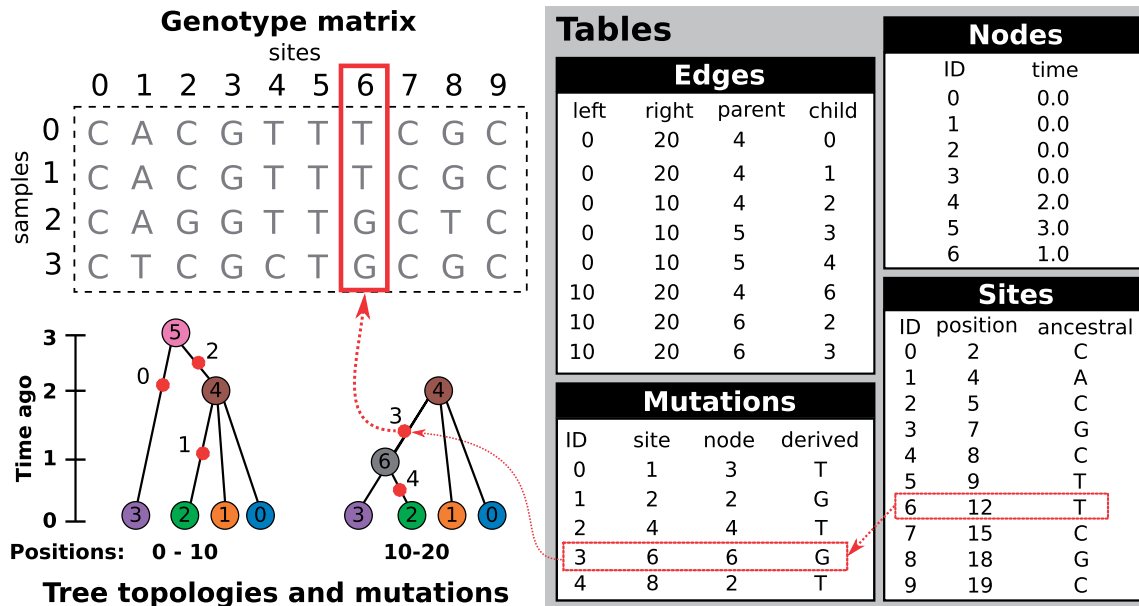 Genotype matrix
sites
0 1 2 3 4 5 6 7 8 9
samples
0 C A C G T T T C G C
1 C A C G T T T C G C
2 C A G G T T G C T C
3 C T C G C T G C G C
Time ago
3
2
1
0
5
2
0
4
1
3 2 1 0
4
3
6
4
3 2 1 0
Positions: 0 - 10 10-20
Tree topologies and mutations
Tables
Edges
left right parent child
0 20 4 0
0 20 4 1
0 10 4 2
0 10 5 3
0 10 5 4
10 20 4 6
10 20 6 2
10 20 6 3
Mutations
ID site node derived
0 1 3 T
1 2 2 G
2 4 4 T
3 6 6 G
4 8 2 T
Nodes
ID time
0 0.0
1 0.0
2 0.0
3 0.0
4 2.0
5 3.0
6 1.0
Sites
ID position ancestral
0 2 C
1 4 A
2 5 C
3 7 G
4 8 C
5 9 T
6 12 T
7 15 C
8 18 G
9 19 C